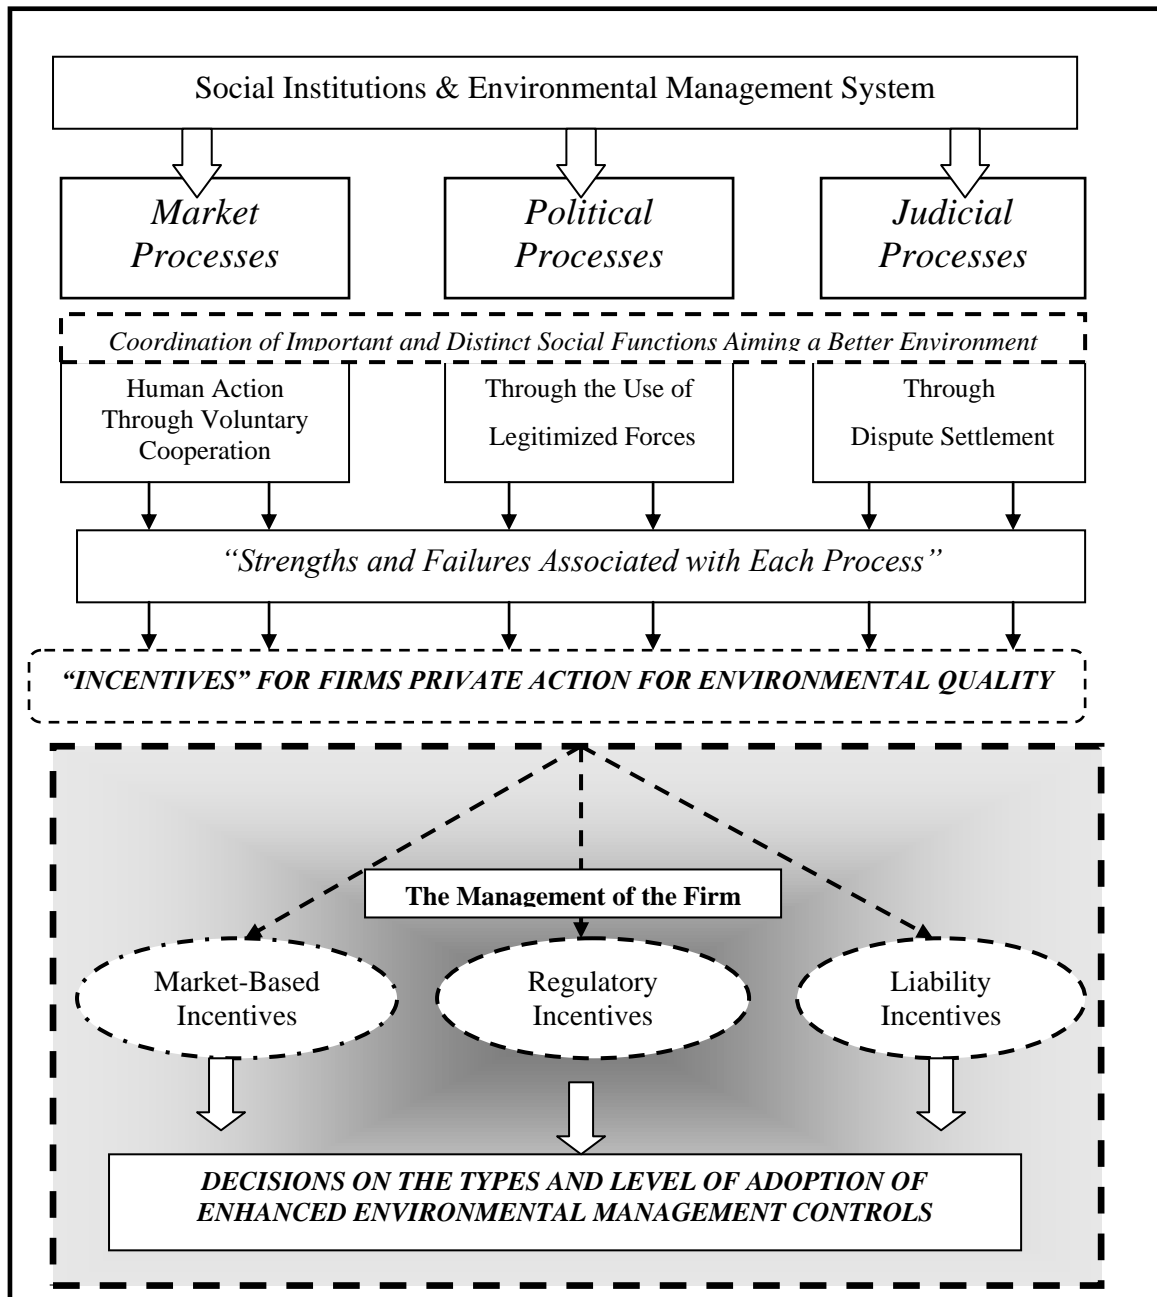 Social Institutions & Environmental Management System
Market
Processes
Political
Processes
Judicial
Processes
Coordination of Important and Distinct Social Functions Aiming a Better Environment
Human Action
Through Voluntary
Cooperation
Through the Use of
Legitimized Forces
Through
Dispute Settlement
“Strengths and Failures Associated with Each Process”
“INCENTIVES” FOR FIRMS PRIVATE ACTION FOR ENVIRONMENTAL QUALITY
The Management of the Firm
Market-Based
Incentives
Regulatory
Incentives
Liability
Incentives
DECISIONS ON THE TYPES AND LEVEL OF ADOPTION OF
ENHANCED ENVIRONMENTAL MANAGEMENT CONTROLS